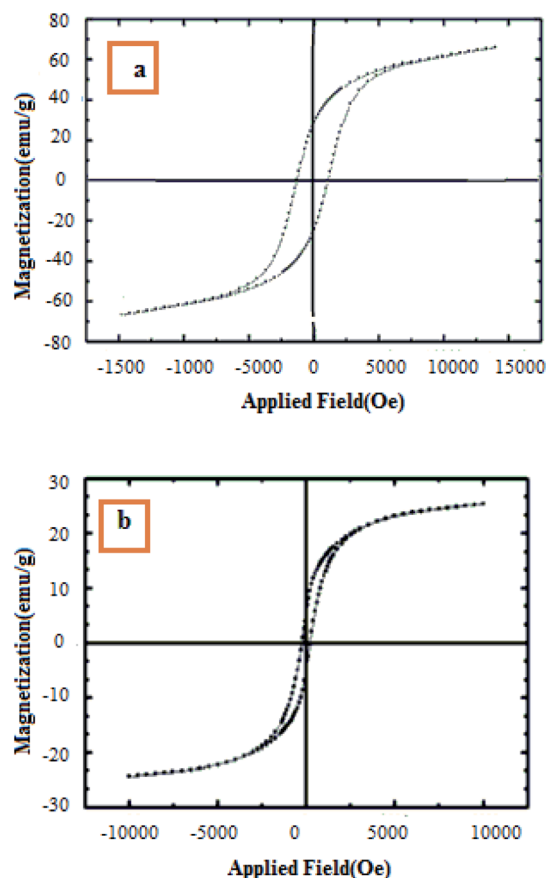 80
a
60
40
20
0
-20
-40
-60
-80
Magnetization(emu/g)
-1500 -1000 -5000 0 5000 10000 15000
Applied Field(Oe)
30
b
20
10
0
-10
-20
-30
Magnetization(emu/g)
-10000 -5000 0 5000 10000
Applied Field(Oe)